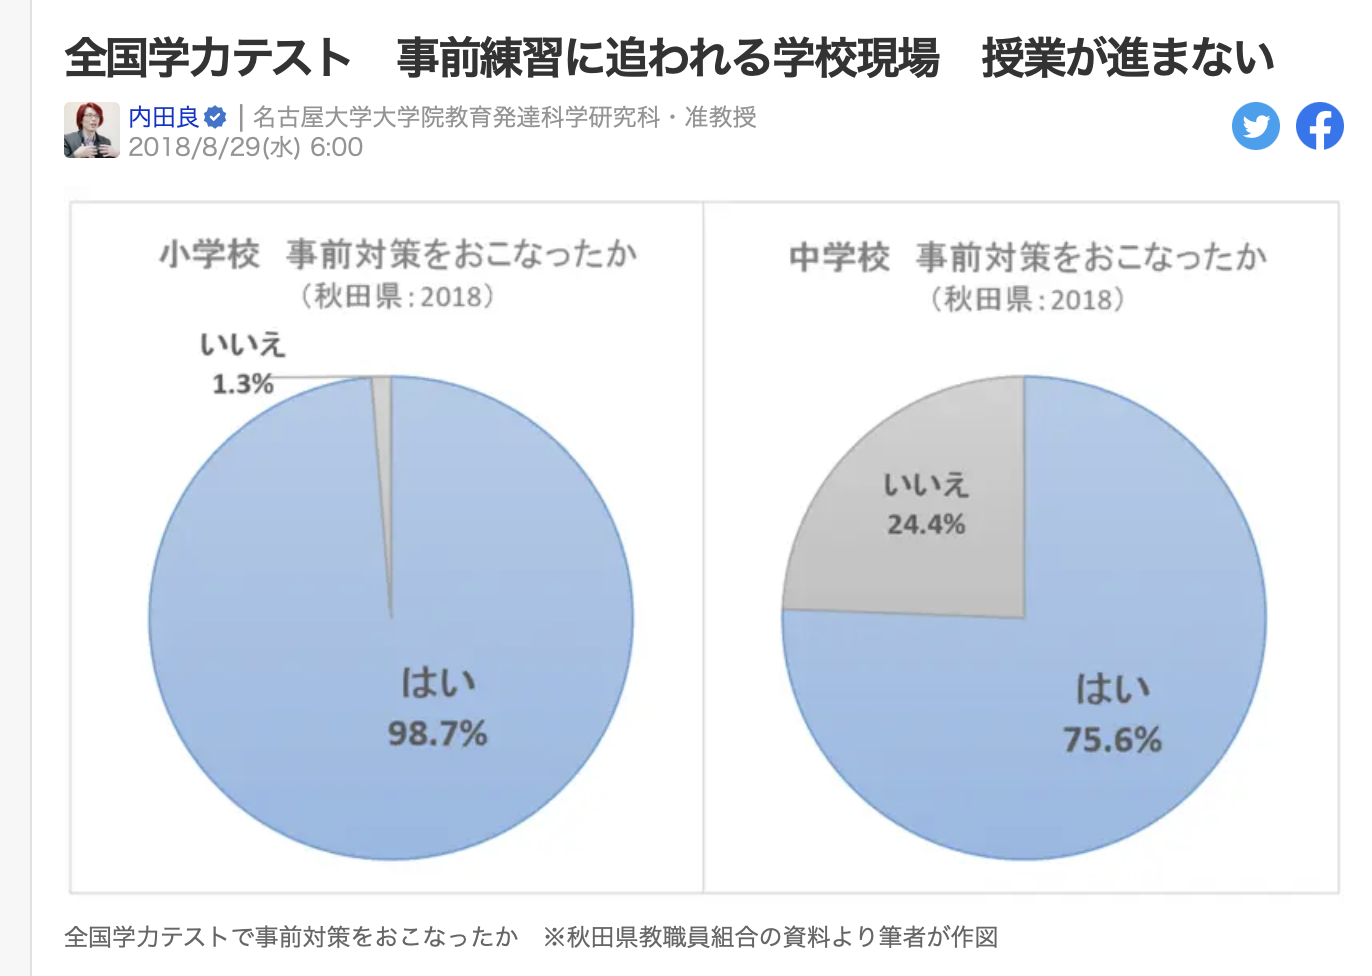 全国学力テスト　事前練習に追われる学校現場　授業が進まない
内田良 | 名古屋大学大学院教育発達科学研究科・准教授
2018/8/29(水) 6:00
小学校　事前対策をおこなったか
（秋田県：2018）
いいえ
1.3%
はい
98.7%
中学校　事前対策をおこなったか
（秋田県：2018）
いいえ
24.4%
はい
75.6%
全国学力テストで事前対策をおこなったか　※秋田県教職員組合の資料より筆者が作図